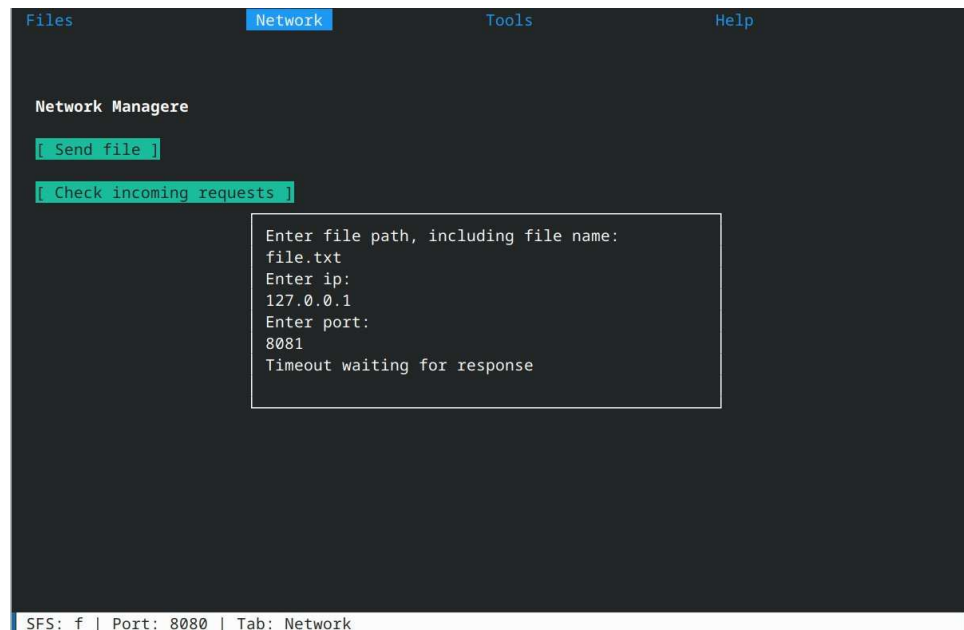 Files Network Tools Help
Network Managere
[ Send file ]
[ Check incoming requests ]
Enter file path, including file name:
file.txt
Enter ip:
127.0.0.1
Enter port:
8081
Timeout waiting for response
SFS: f | Port: 8080 | Tab: Network